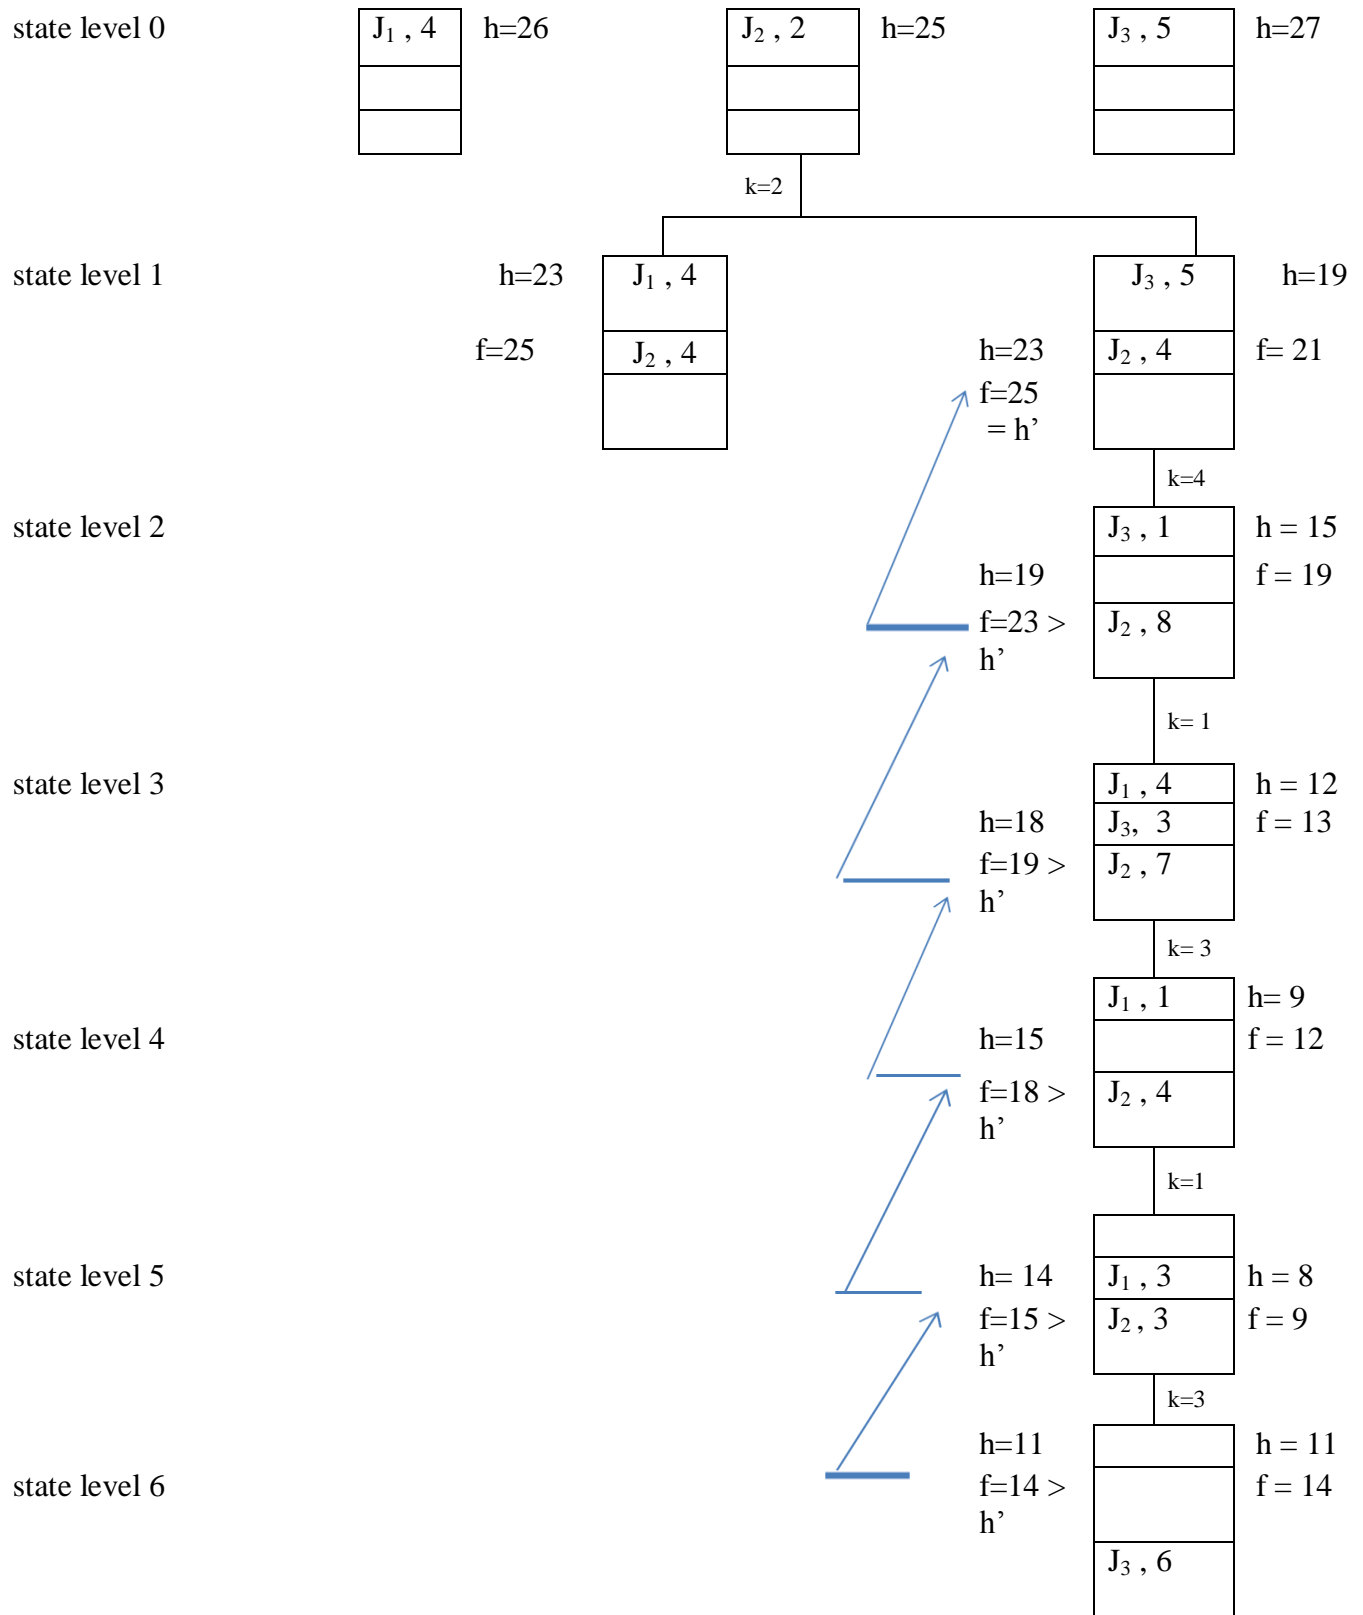 state level 0
J₁ , 4 h=26
J₂ , 2 h=25
J₃ , 5 h=27
k=2
state level 1
h=23 J₁ , 4
f=25 J₂ , 4
J₃ , 5 h=19
h=23 J₂ , 4 f= 21
f=25
= h’
k=4
state level 2
J₃ , 1 h = 15
h=19 f = 19
f=23 > J₂ , 8
h’
k= 1
state level 3
J₁ , 4 h = 12
h=18 J₃, 3 f = 13
f=19 > J₂ , 7
h’
k= 3
J₁ , 1 h= 9
state level 4 h=15 f = 12
f=18 > J₂ , 4
h’
k=1
state level 5 h= 14 J₁ , 3 h = 8
f=15 > J₂ , 3 f = 9
h’
k=3
h=11 h = 11
state level 6 f=14 > f = 14
h’
J₃ , 6